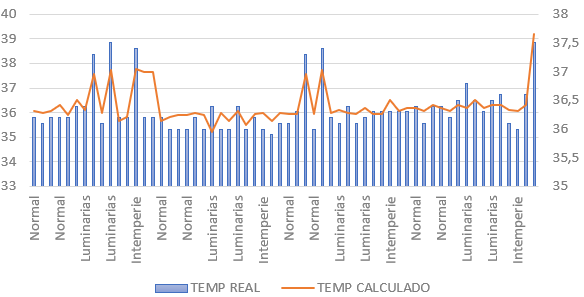 40
39
38
37
36
35
34
33
38
37,5
37
36,5
36
35,5
35
Normal
Normal
Luminarias
Luminarias
Intemperie
Normal
Normal
Luminarias
Luminarias
Intemperie
Normal
Luminarias
Normal
Normal
Normal
Normal
Luminarias
Luminarias
Intemperie
TEMP REAL
TEMP CALCULADO